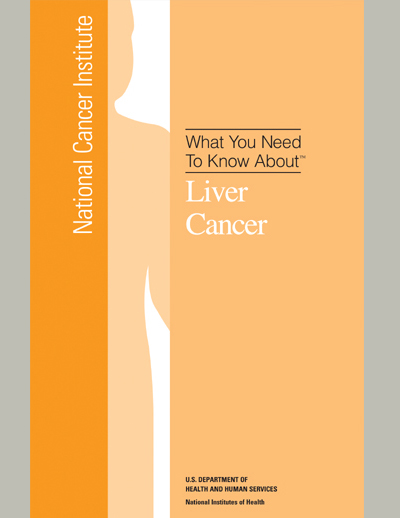 National Cancer Institute
What You Need
To Know About™
Liver
Cancer
U.S. DEPARTMENT OF
HEALTH AND HUMAN SERVICES
National Institutes of Health